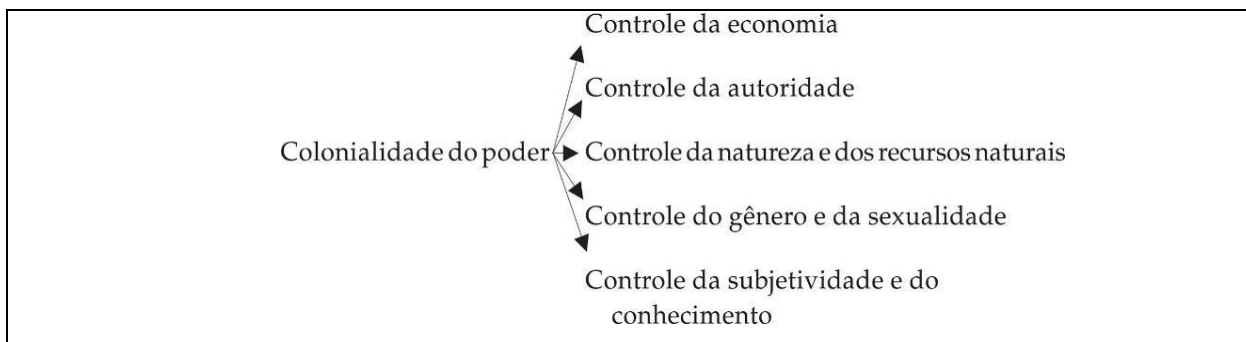 Controle da economia
Controle da autoridade
Colonialidade do poder Controle da natureza e dos recursos naturais
Controle do gênero e da sexualidade
Controle da subjetividade e do
conhecimento